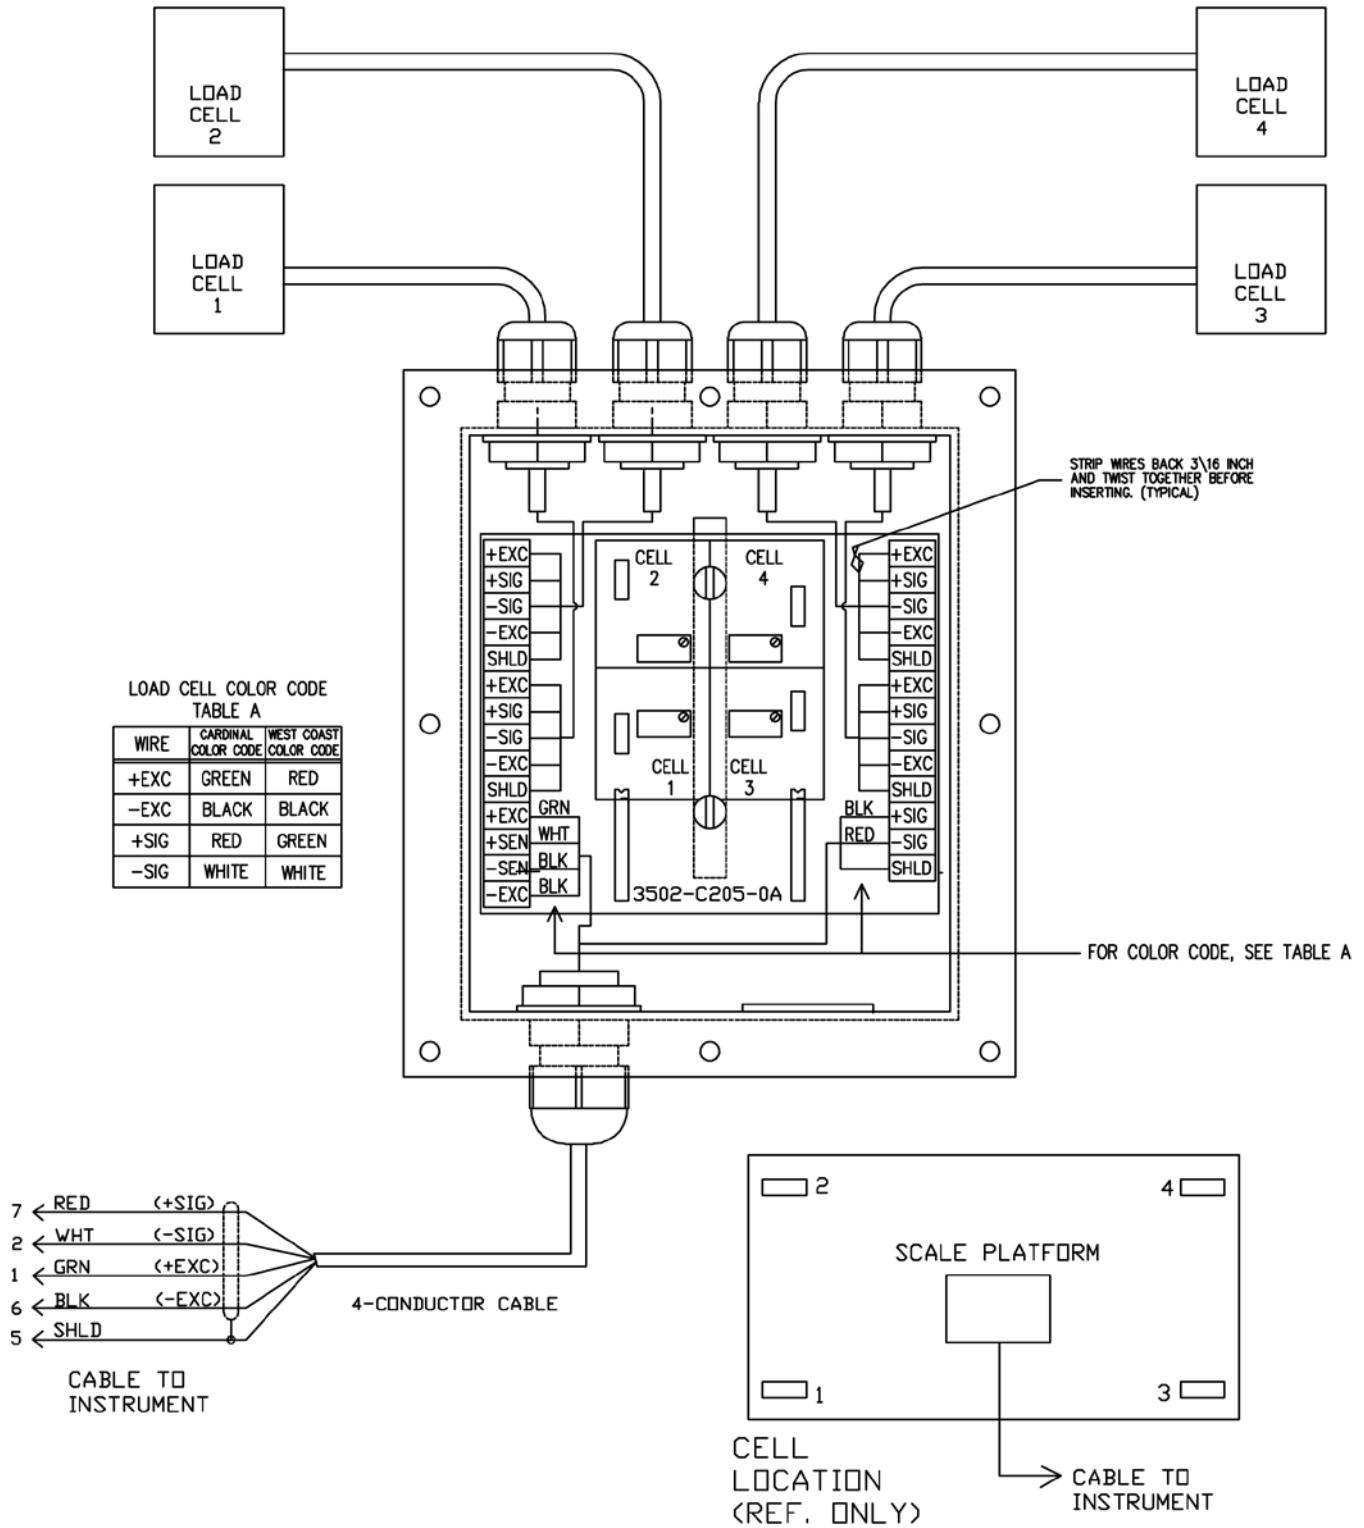 LOAD
CELL
2
LOAD
CELL
4
LOAD
CELL
1
LOAD
CELL
3
STRIP WIRES BACK 3\16 INCH
AND TWIST TOGETHER BEFORE
INSERTING. (TYPICAL)
+EXC
+SIG
-SIG
-EXC
SHLD
+EXC
+SIG
-SIG
-EXC
SHLD
+EXC GRN
+SEN WHT
-SEN BLK
-EXC BLK
CELL
2
CELL
4
CELL
1
CELL
3
3502-C205-0A
+EXC
+SIG
-SIG
-EXC
SHLD
+EXC
+SIG
-SIG
-EXC
SHLD
BLK +SIG
RED -SIG
SHLD
LOAD CELL COLOR CODE
TABLE A
WIRE CARDINAL COLOR CODE WEST COAST COLOR CODE
+EXC GREEN RED
-EXC BLACK BLACK
+SIG RED GREEN
-SIG WHITE WHITE
FOR COLOR CODE, SEE TABLE A
7 RED (+SIG)
2 WHT (-SIG)
1 GRN (+EXC)
6 BLK (-EXC)
5 SHLD
4-CONDUCTOR CABLE
CABLE TO
INSTRUMENT
2
4
SCALE PLATFORM
1
3
CELL
LOCATION
(REF. ONLY)
CABLE TO
INSTRUMENT